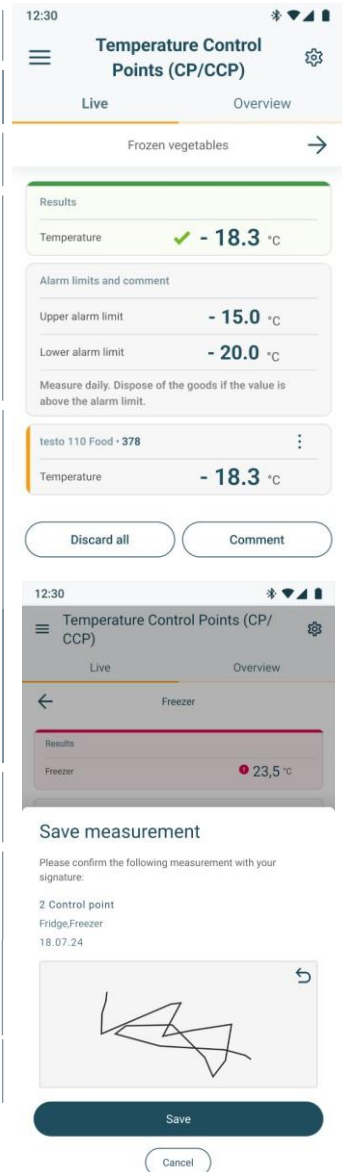 12:30
Temperature Control
Points (CP/CCP)
Live Overview
Frozen vegetables
Results
Temperature - 18.3 °C
Alarm limits and comment
Upper alarm limit - 15.0 °C
Lower alarm limit - 20.0 °C
Measure daily. Dispose of the goods if the value is
above the alarm limit.
testo 110 Food • 378
Temperature - 18.3 °C
Discard all Comment
12:30
Temperature Control Points (CP/
CCP)
Live Overview
Freezer
Results
Freezer 23,5 °C
Save measurement
Please confirm the following measurement with your
signature:
2 Control point
Fridge,Freezer
18.07.24
Save
Cancel